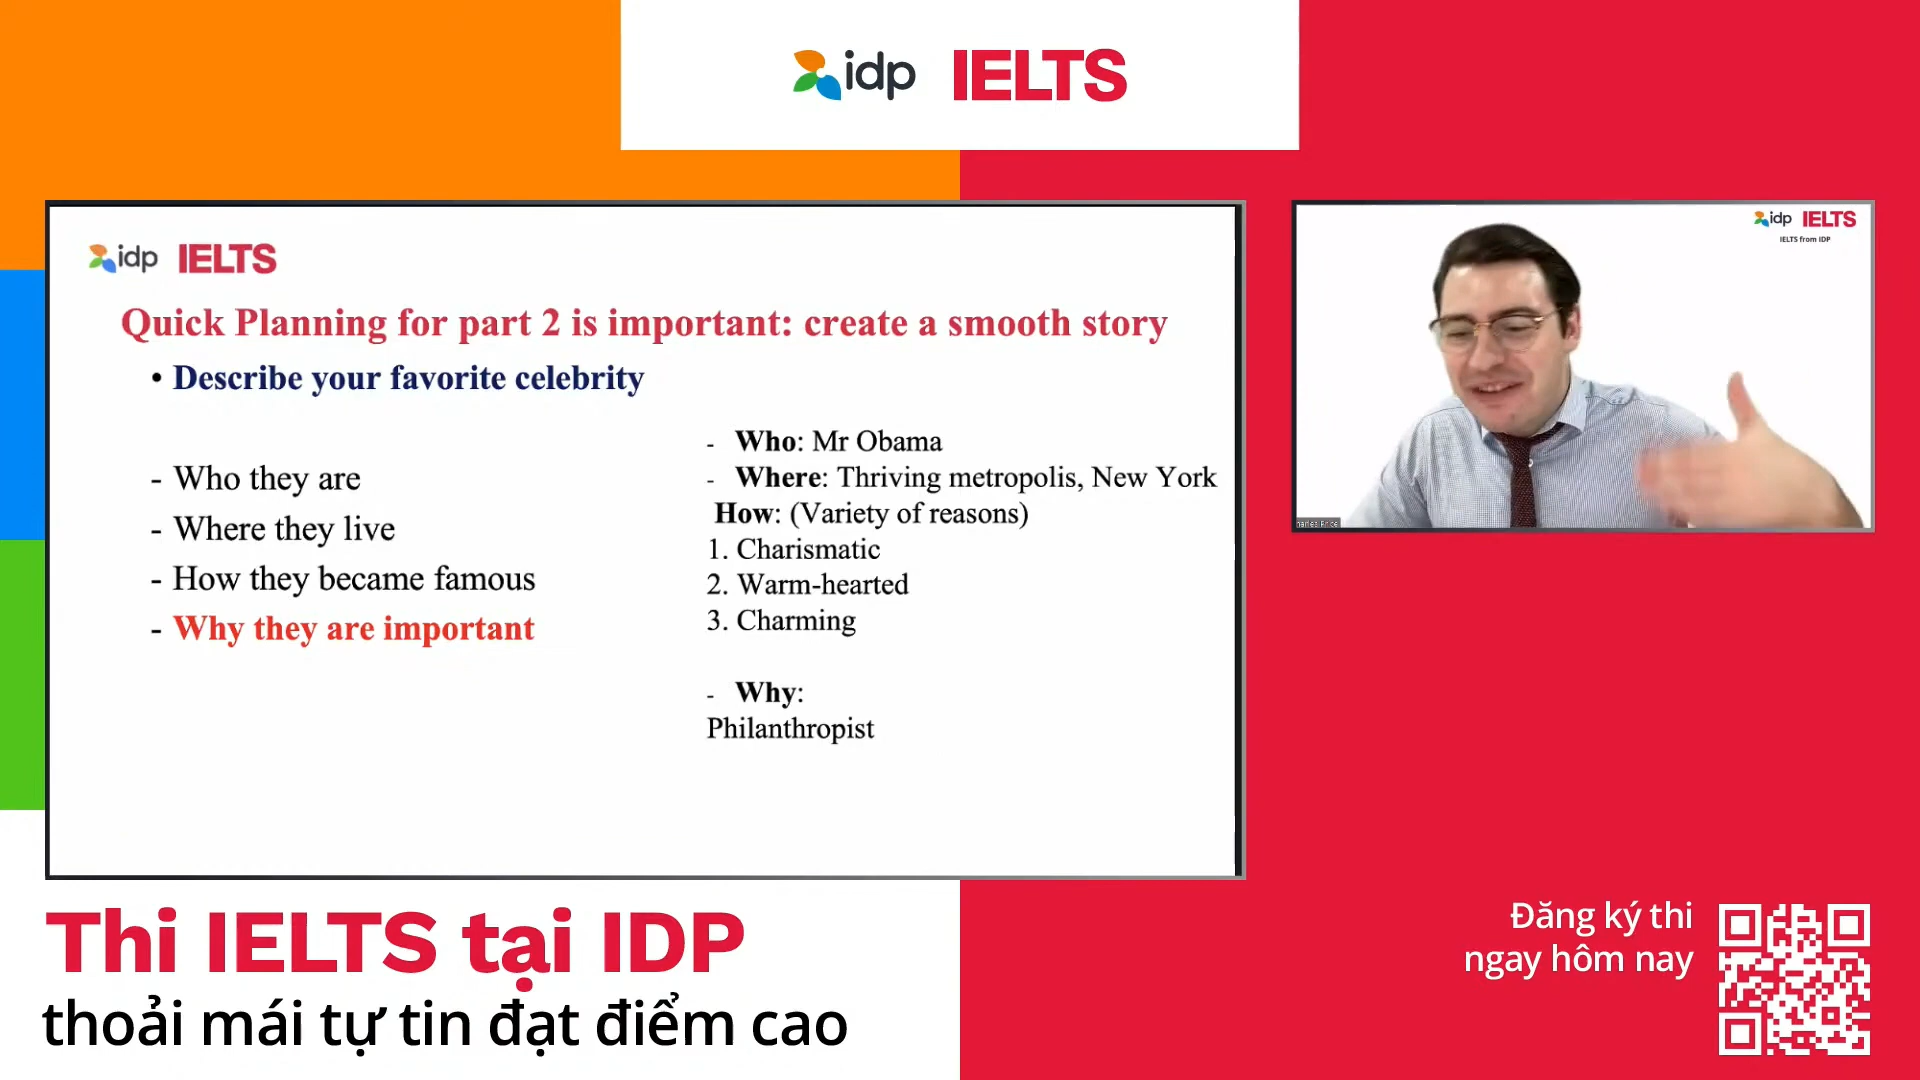 idp IELTS
idp IELTS
Quick Planning for part 2 is important: create a smooth story
• Describe your favorite celebrity
- Who they are
- Where they live
- How they became famous
- Why they are important
- Who: Mr Obama
- Where: Thriving metropolis, New York
How: (Variety of reasons)
1. Charismatic
2. Warm-hearted
3. Charming
- Why:
Philanthropist
idp IELTS
IELTS from IDP
Thi IELTS tại IDP
thoải mái tự tin đạt điểm cao
Đăng ký thi
ngay hôm nay